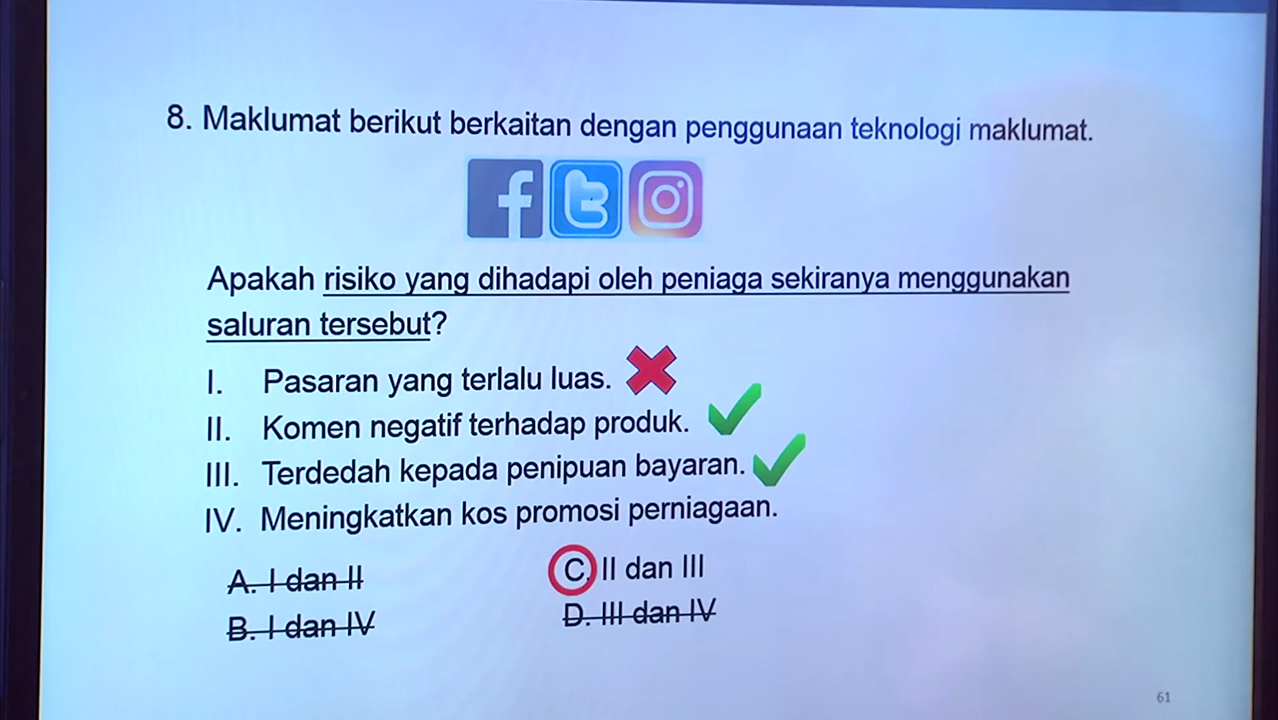 8. Maklumat berikut berkaitan dengan penggunaan teknologi maklumat.
Apakah risiko yang dihadapi oleh peniaga sekiranya menggunakan
saluran tersebut?
I. Pasaran yang terlalu luas.
II. Komen negatif terhadap produk.
III. Terdedah kepada penipuan bayaran.
IV. Meningkatkan kos promosi perniagaan.
A. I dan II
C. II dan III
B. I dan IV
D. III dan IV
61